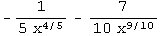 - 1 / (5 x^(4/5)) - 7 / (10 x^(9/10))